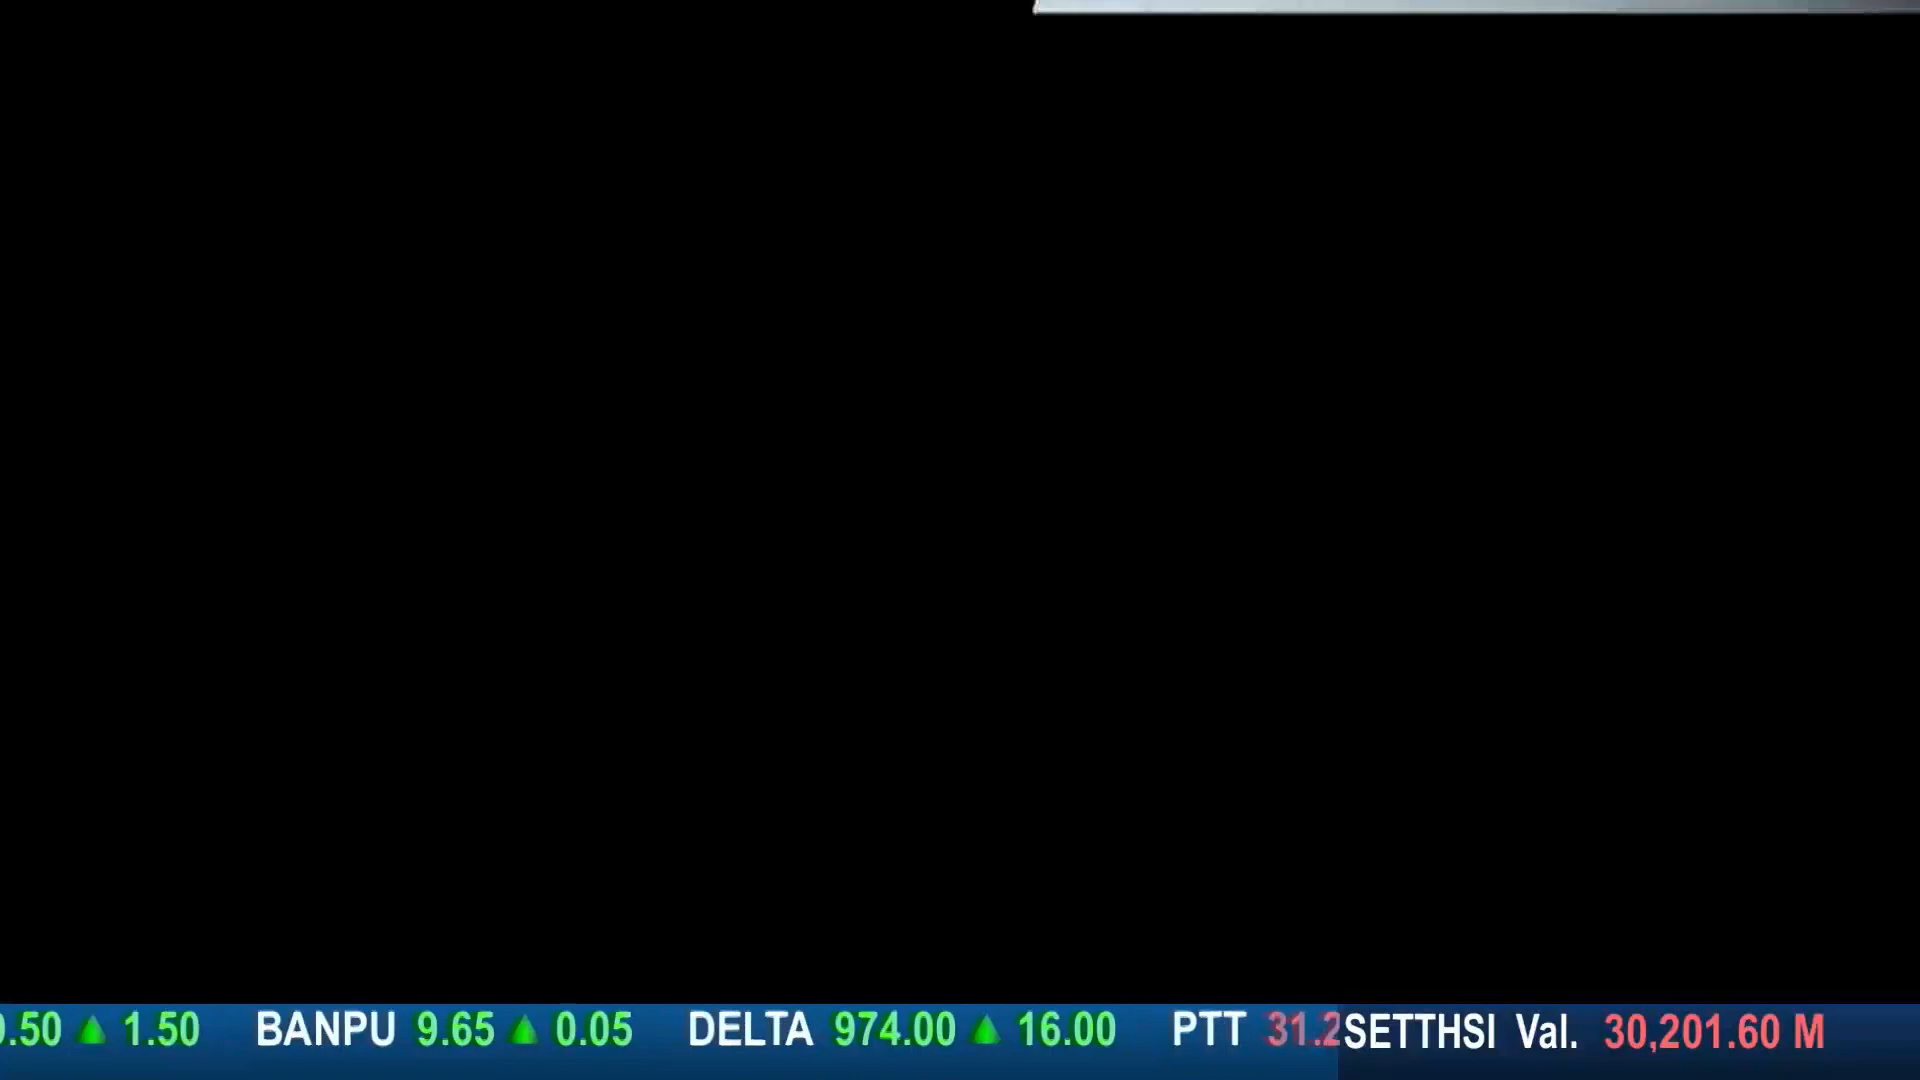 .50 ▲ 1.50 BANPU 9.65 ▲ 0.05 DELTA 974.00 ▲ 16.00 PTT 31.2
SETTHSI Val. 30,201.60 M